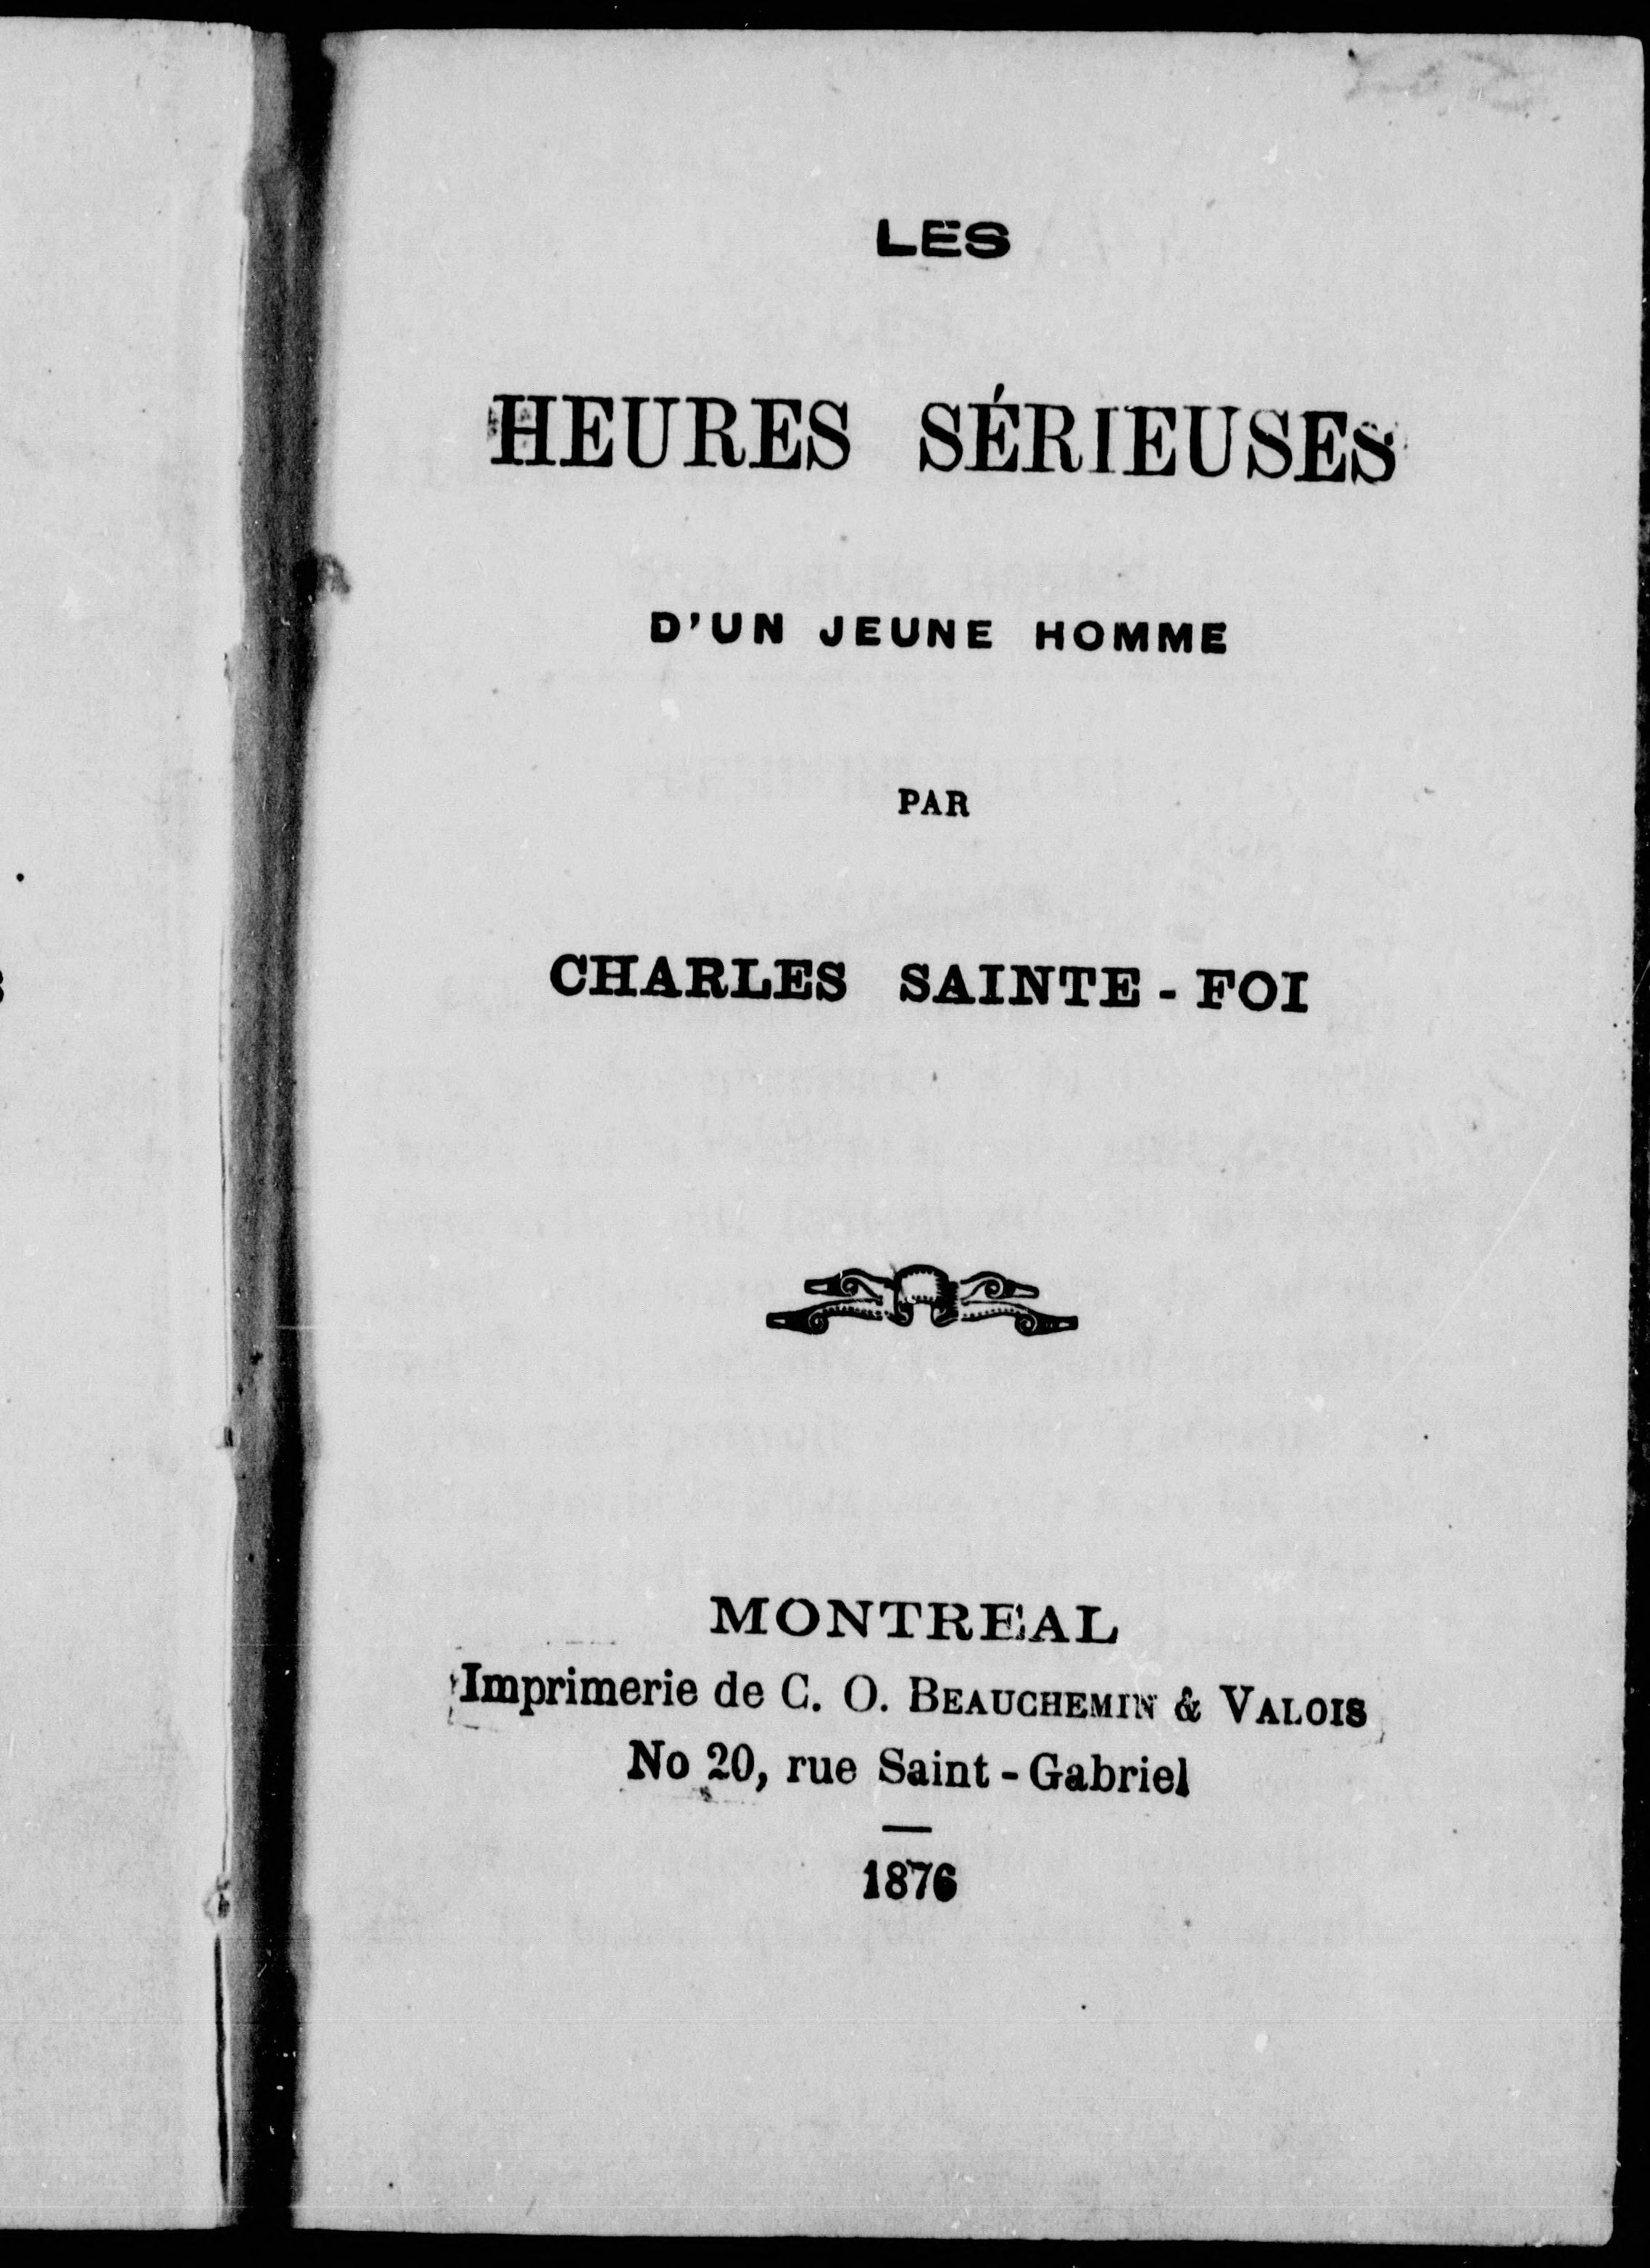 LES
HEURES SÉRIEUSES
D'UN JEUNE HOMME
PAR
CHARLES SAINTE-FOI
MONTREAL
Imprimerie de C. O. BEAUCHEMIN & VALOIS
No 20, rue Saint-Gabriel
1876